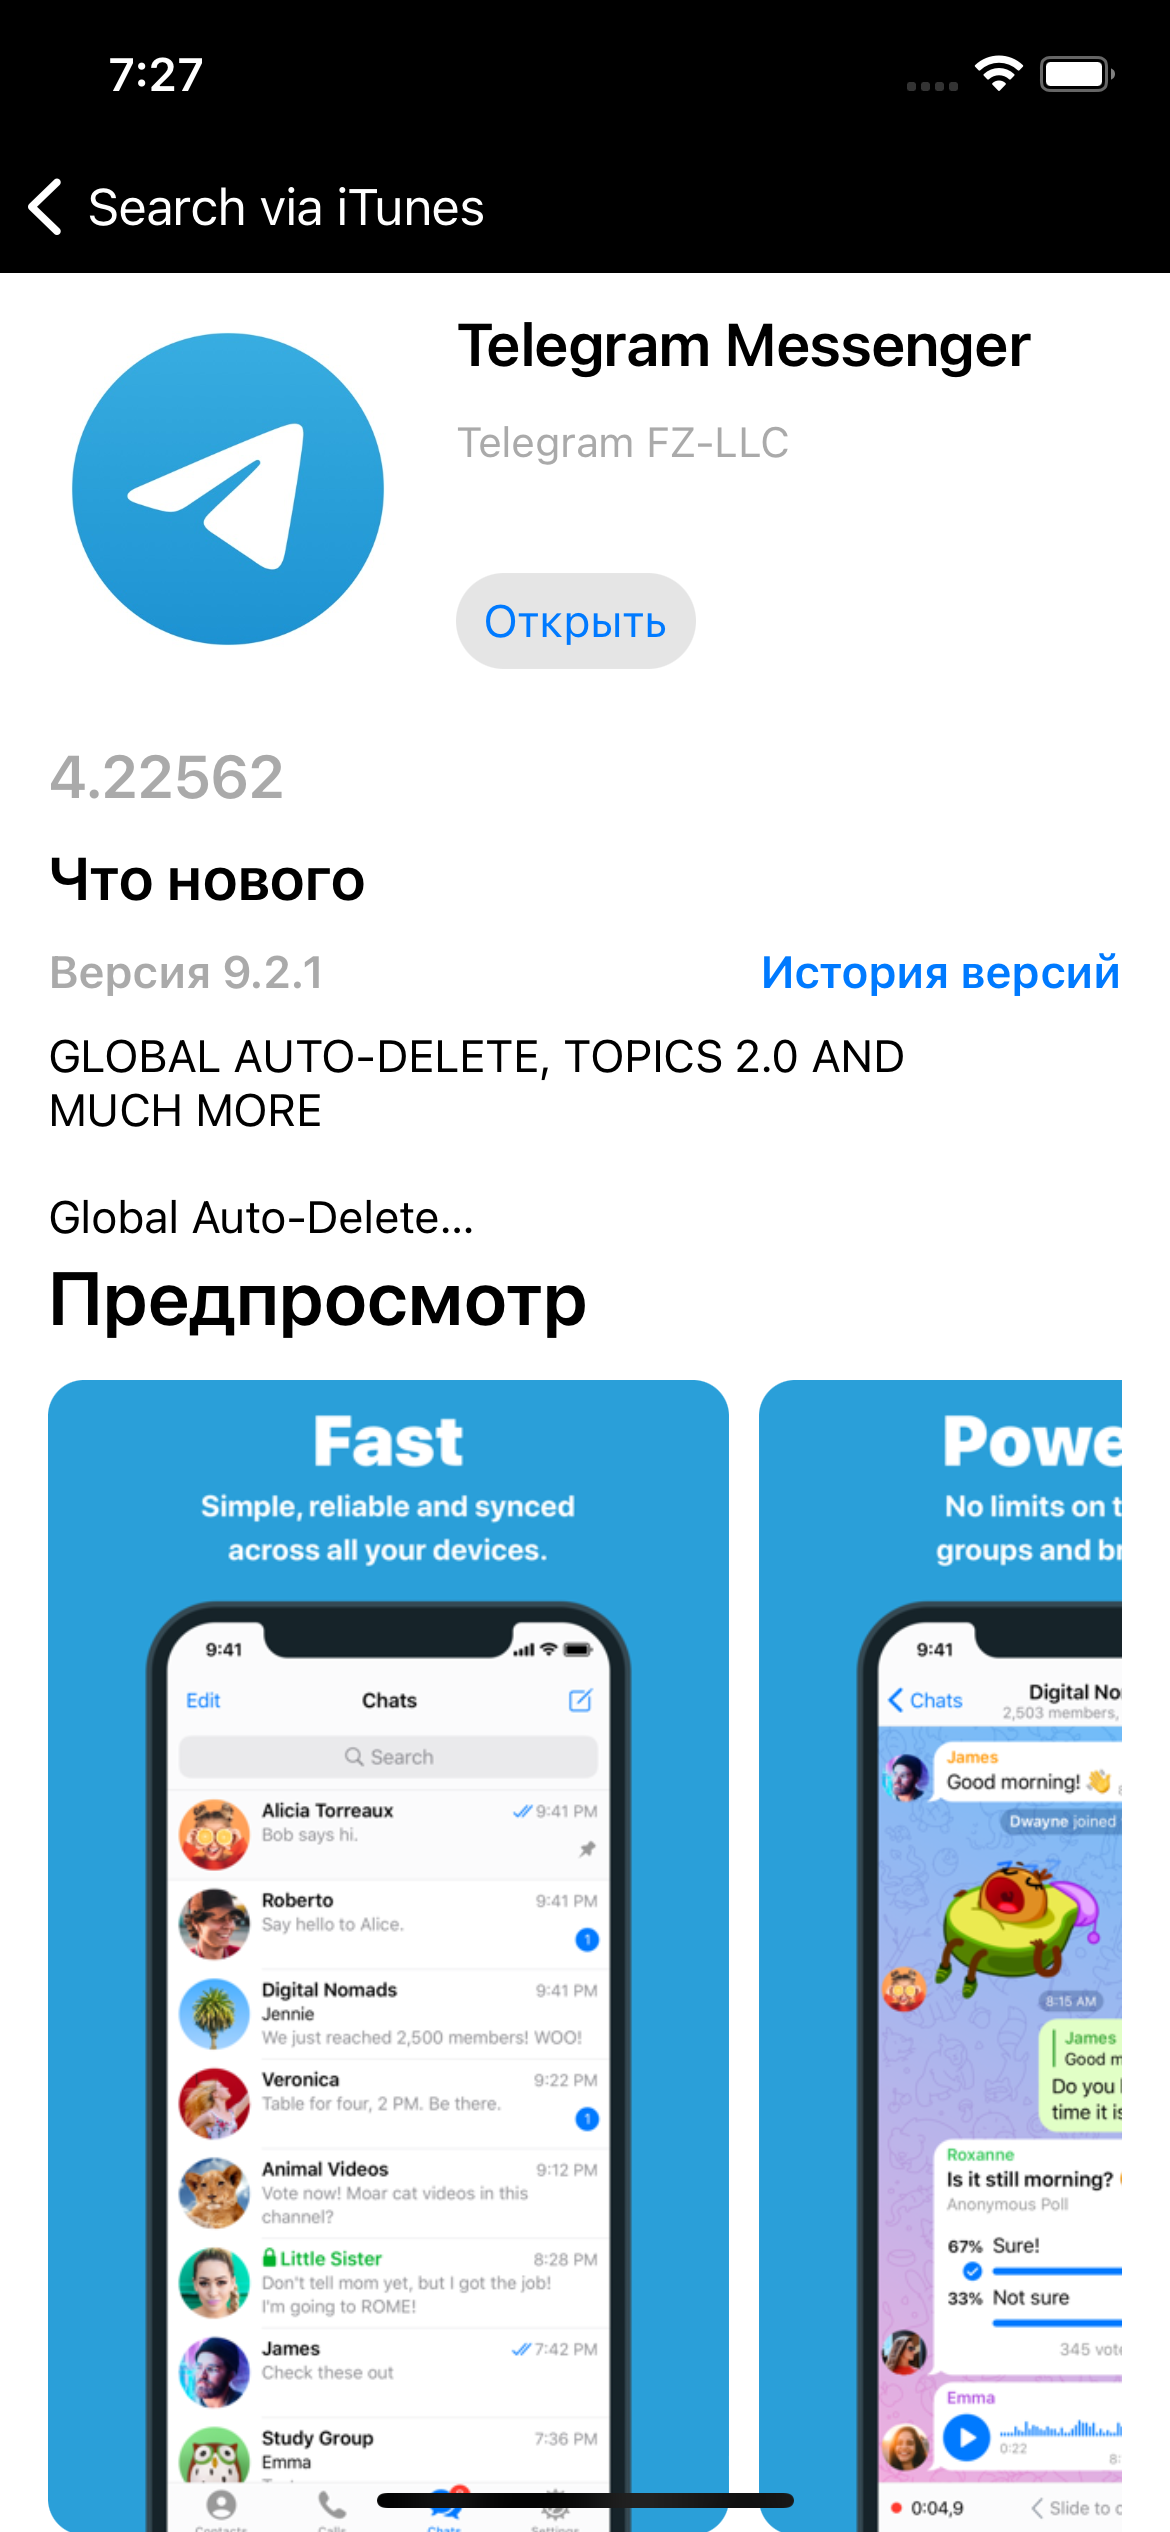 7:27
Search via iTunes
Telegram Messenger
Telegram FZ-LLC
Открыть
4.22562
Что нового
Версия 9.2.1
История версий
GLOBAL AUTO-DELETE, TOPICS 2.0 AND
MUCH MORE
Global Auto-Delete...
Предпросмотр
Fast
Simple, reliable and synced
across all your devices.
9:41
Edit
Chats
Search
Alicia Torreaux
9:41 PM
Bob says hi.
Roberto
9:41 PM
Say hello to Alice.
1
Digital Nomads
9:41 PM
Jennie
We just reached 2,500 members! WOO!
Veronica
9:22 PM
Table for four, 2 PM. Be there.
1
Animal Videos
9:12 PM
Vote now! Moar cat videos in this
channel?
Little Sister
8:28 PM
Don't tell mom yet, but I got the job!
I'm going to ROME!
James
7:42 PM
Check these out
Study Group
7:36 PM
Emma
Contacts
Calls
Chats
Settings
Powe
No limits on t
groups and br
9:41
Chats
Digital No
2,503 members,
James
Good morning! 👋
Dwayne joined
8:15 AM
James
Good m
Do you
time it is
Roxanne
Is it still morning?
Anonymous Poll
67% Sure!
33% Not sure
345 vote
Emma
0:22
8:
0:04,9
Slide to c